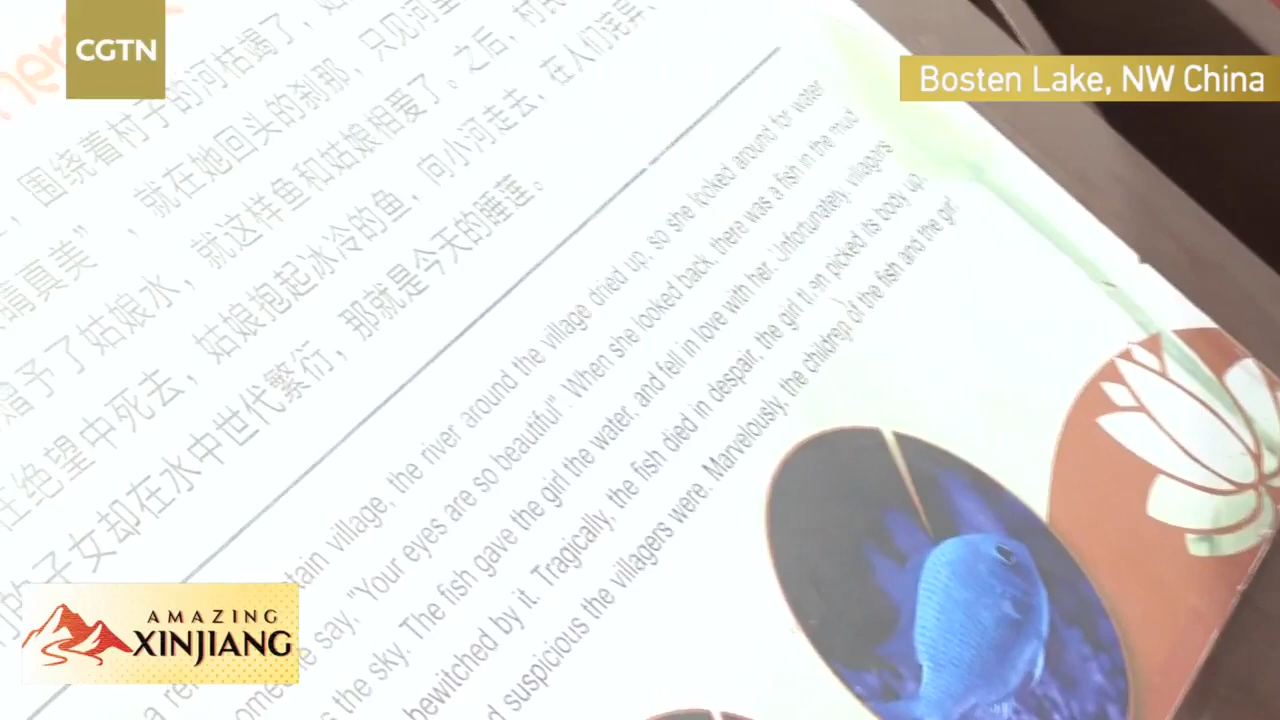 CGTN
Bosten Lake, NW China
围绕着村子的河枯竭了,
就在她回头的刹那,只见河里
睛真美”,就这样鱼和姑娘相爱了。之后,村民
赠予了姑娘水,姑娘抱起冰冷的鱼,向小河走去,在人们诧异、
在绝望中死去,
的子女却在水中世代繁衍,那就是今天的睡莲。
tain village, the river around the village dried up, so she looked around for water
say, "Your eyes are so beautiful". When she looked back, there was a fish in the mud
the sky. The fish gave the girl the water, and fell in love with her. Unfortunately, villagers
bewitched by it. Tragically, the fish died in despair, the girl picked its body up,
suspicious the villagers were. Marvelously, the children of the fish and the girl
AMAZING
XINJIANG